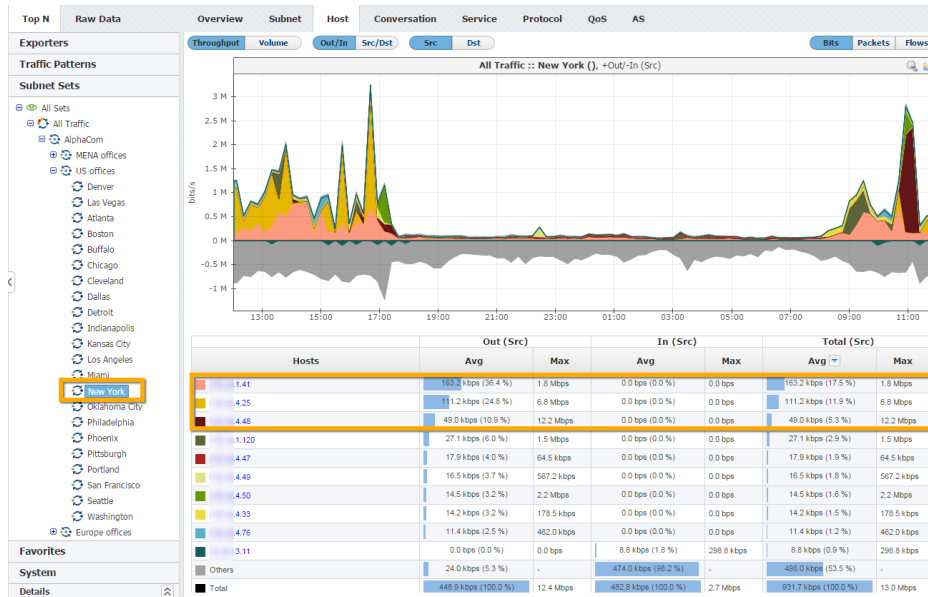 Top N Raw Data Overview Subnet Host Conversation Service Protocol QoS AS
Exporters
Traffic Patterns
Subnet Sets
All Sets
All Traffic
AlphaCom
MENA offices
US offices
Denver
Las Vegas
Atlanta
Boston
Buffalo
Chicago
Cleveland
Dallas
Detroit
Indianapolis
Kansas City
Los Angeles
Miami
New York
Oklahoma City
Philadelphia
Phoenix
Pittsburgh
Portland
San Francisco
Seattle
Washington
Europe offices
Favorites
System
Details
Throughput Volume Out/In Src/Dst Src Dst Bits Packets Flows
All Traffic :: New York (), +Out/-In (Src)
bits/s
3 M
2.5 M
2 M
1.5 M
1 M
0.5 M
0 M
-0.5 M
-1 M
13:00 15:00 17:00 19:00 21:00 23:00 01:00 03:00 05:00 07:00 09:00 11:00
Out (Src) In (Src) Total (Src)
Hosts Avg Max Avg Max Avg Max
.1.41 163.2 kbps (36.4 %) 1.8 Mbps 0.0 bps (0.0 %) 0.0 bps 163.2 kbps (17.5 %) 1.8 Mbps
.4.25 111.2 kbps (24.8 %) 6.8 Mbps 0.0 bps (0.0 %) 0.0 bps 111.2 kbps (11.9 %) 6.8 Mbps
.4.48 49.0 kbps (10.9 %) 12.2 Mbps 0.0 bps (0.0 %) 0.0 bps 49.0 kbps (5.3 %) 12.2 Mbps
.1.120 27.1 kbps (6.0 %) 1.5 Mbps 0.0 bps (0.0 %) 0.0 bps 27.1 kbps (2.9 %) 1.5 Mbps
.4.47 17.9 kbps (4.0 %) 64.5 kbps 0.0 bps (0.0 %) 0.0 bps 17.9 kbps (1.9 %) 64.5 kbps
.4.49 16.5 kbps (3.7 %) 567.2 kbps 0.0 bps (0.0 %) 0.0 bps 16.5 kbps (1.8 %) 567.2 kbps
.4.50 14.5 kbps (3.2 %) 2.2 Mbps 0.0 bps (0.0 %) 0.0 bps 14.5 kbps (1.6 %) 2.2 Mbps
.4.33 14.2 kbps (3.2 %) 178.5 kbps 0.0 bps (0.0 %) 0.0 bps 14.2 kbps (1.5 %) 178.5 kbps
.4.76 11.4 kbps (2.5 %) 462.0 kbps 0.0 bps (0.0 %) 0.0 bps 11.4 kbps (1.2 %) 462.0 kbps
3.11 0.0 bps (0.0 %) 0.0 bps 8.8 kbps (1.8 %) 298.8 kbps 8.8 kbps (0.9 %) 298.8 kbps
Others 24.0 kbps (5.3 %) - 474.0 kbps (98.2 %) - 498.0 kbps (53.5 %) -
Total 448.9 kbps (100.0 %) 12.4 Mbps 482.8 kbps (100.0 %) 2.7 Mbps 931.7 kbps (100.0 %) 13.0 Mbps